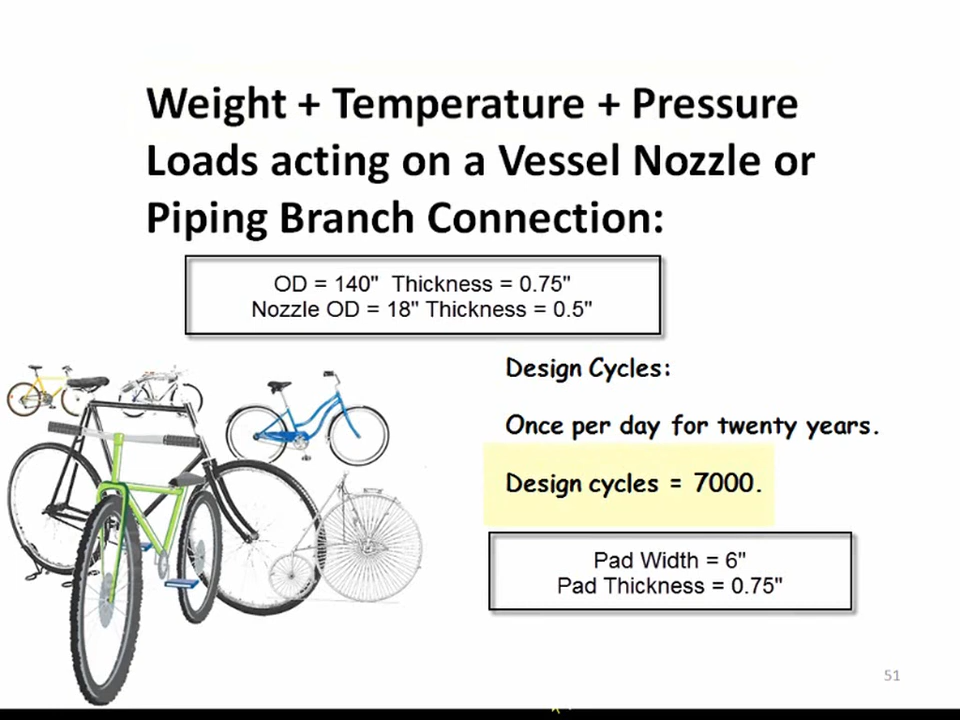 Weight + Temperature + Pressure
Loads acting on a Vessel Nozzle or
Piping Branch Connection:
OD = 140" Thickness = 0.75"
Nozzle OD = 18" Thickness = 0.5"
Design Cycles:
Once per day for twenty years.
Design cycles = 7000.
Pad Width = 6"
Pad Thickness = 0.75"
51